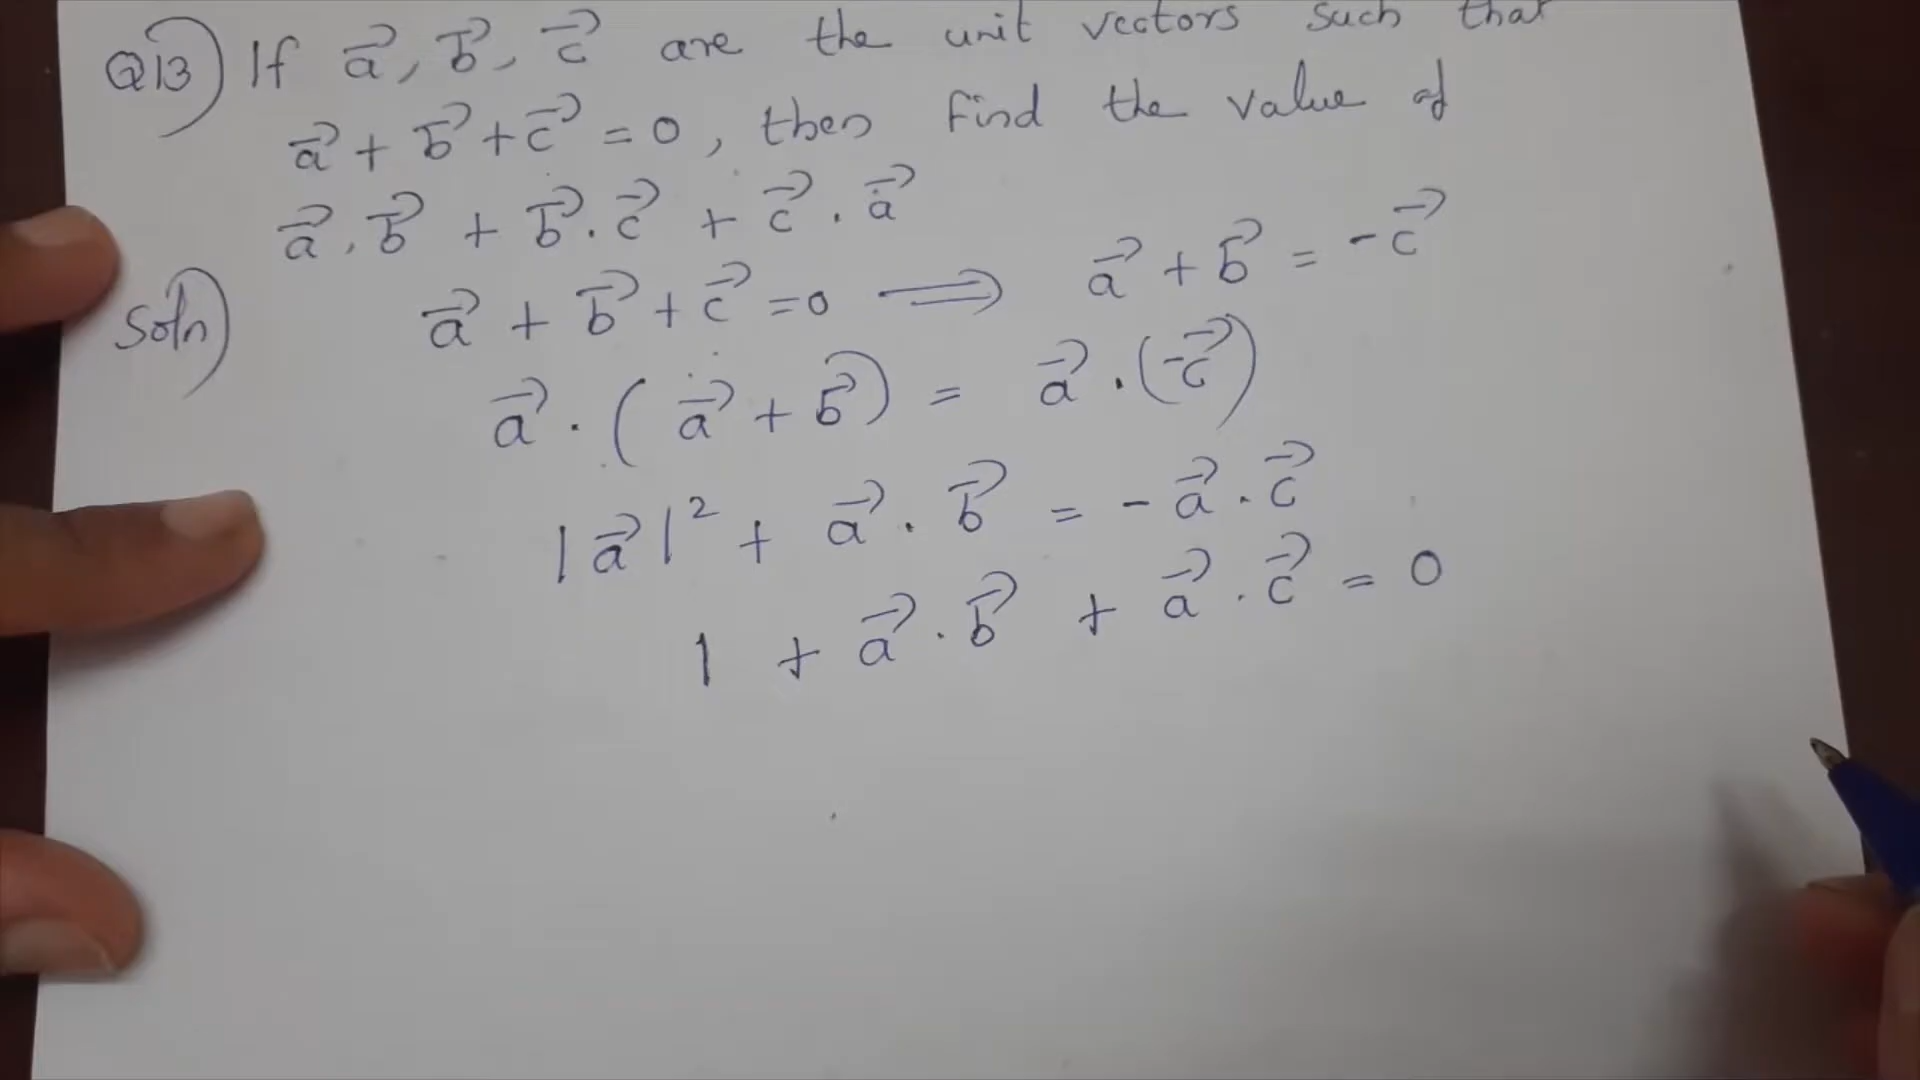 Q13) If a⃗, b⃗, c⃗ are the unit vectors such that
a⃗ + b⃗ + c⃗ = 0, then find the value of
a⃗ . b⃗ + b⃗ . c⃗ + c⃗ . a⃗
Soln) a⃗ + b⃗ + c⃗ = 0 ⟹ a⃗ + b⃗ = -c⃗
a⃗ . (a⃗ + b⃗) = a⃗ . (-c⃗)
|a⃗|² + a⃗ . b⃗ = - a⃗ . c⃗
1 + a⃗ . b⃗ + a⃗ . c⃗ = 0